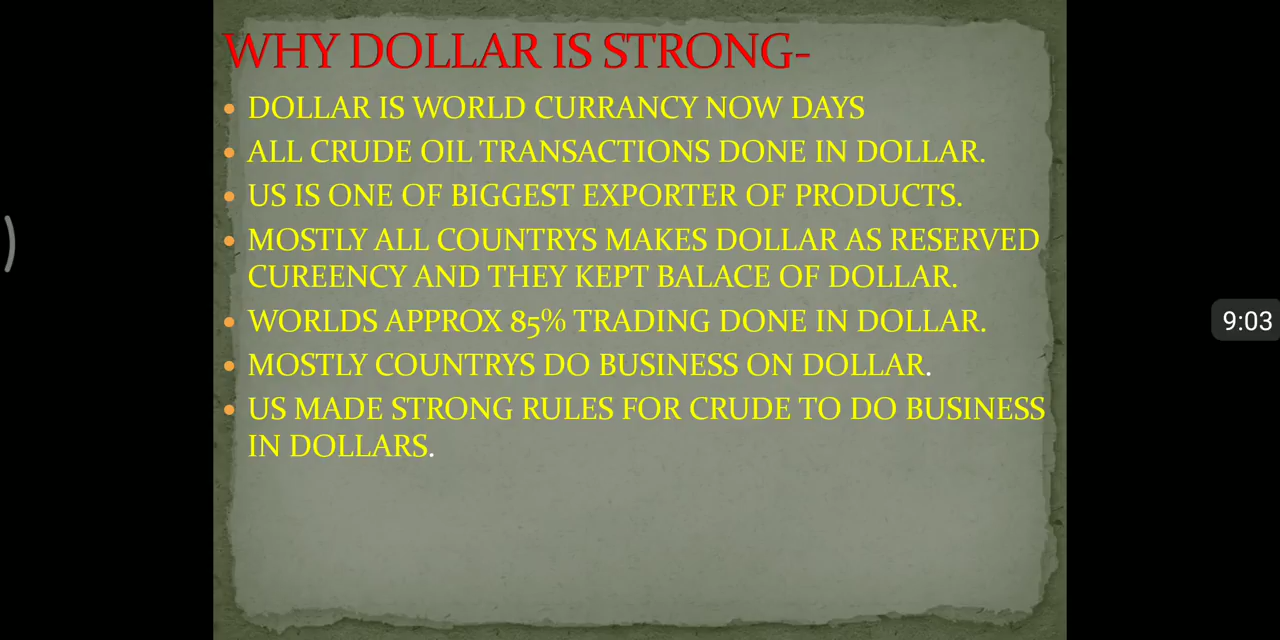 WHY DOLLAR IS STRONG-
DOLLAR IS WORLD CURRANCY NOW DAYS
ALL CRUDE OIL TRANSACTIONS DONE IN DOLLAR.
US IS ONE OF BIGGEST EXPORTER OF PRODUCTS.
MOSTLY ALL COUNTRYS MAKES DOLLAR AS RESERVED
CUREENCY AND THEY KEPT BALACE OF DOLLAR.
WORLDS APPROX 85% TRADING DONE IN DOLLAR.
MOSTLY COUNTRYS DO BUSINESS ON DOLLAR.
US MADE STRONG RULES FOR CRUDE TO DO BUSINESS
IN DOLLARS.
9:03